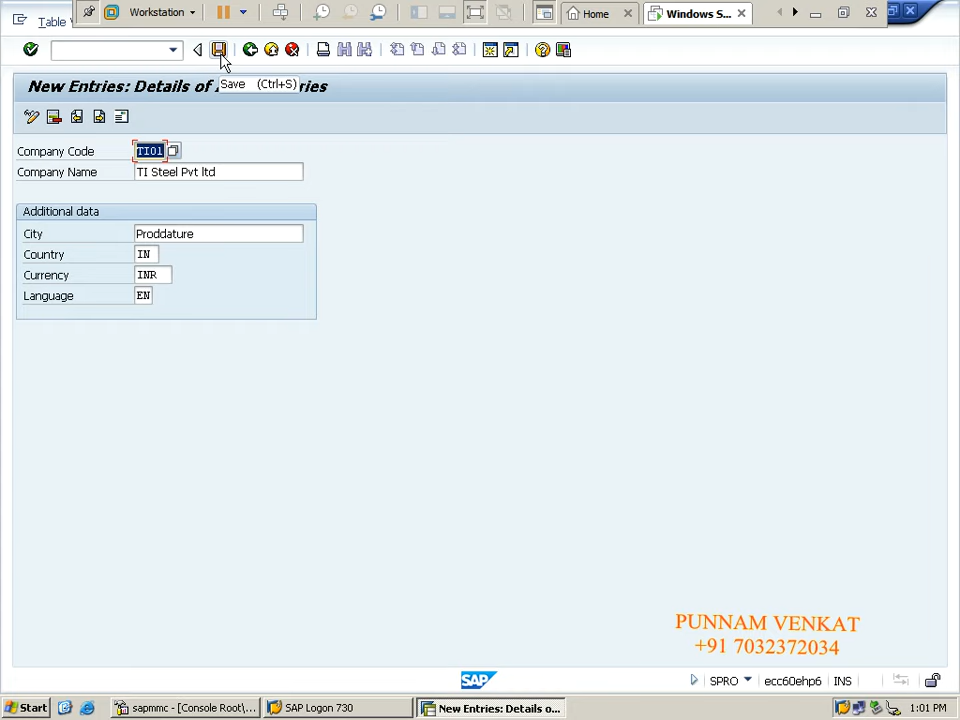 Table
Workstation
Home
Windows S...
Save (Ctrl+S)
New Entries: Details of
ries
Company Code TI01
Company Name TI Steel Pvt ltd
Additional data
City Proddature
Country IN
Currency INR
Language EN
PUNNAM VENKAT
+91 7032372034
SAP
SPRO ecc60ehp6 INS
Start sapmmc - [Console Root\... SAP Logon 730 New Entries: Details o... 1:01 PM